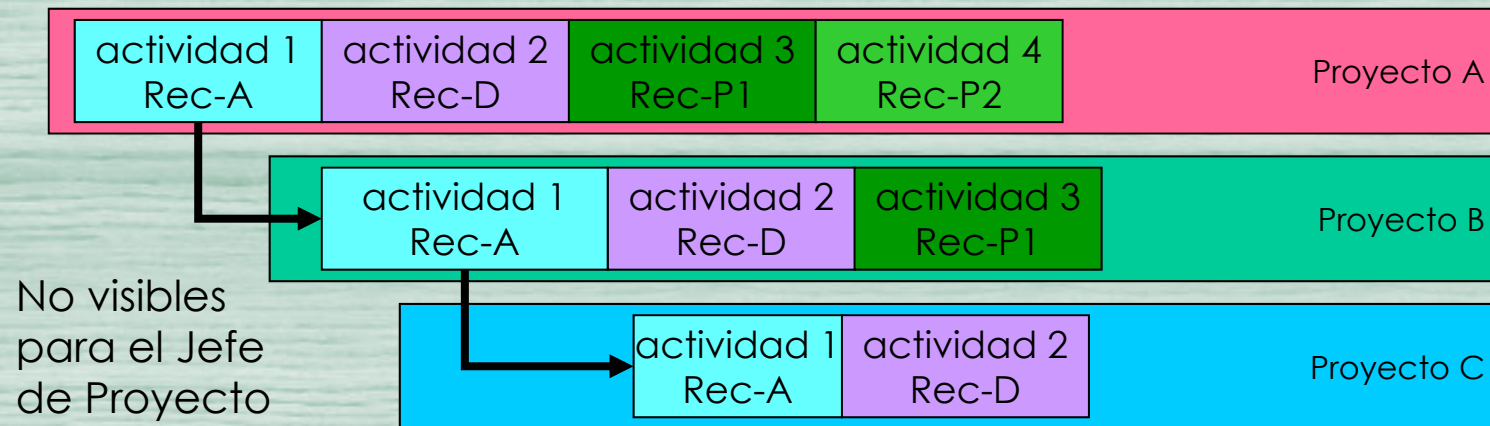 actividad 1
Rec-A
actividad 2
Rec-D
actividad 3
Rec-P1
actividad 4
Rec-P2
Proyecto A
actividad 1
Rec-A
actividad 2
Rec-D
actividad 3
Rec-P1
Proyecto B
No visibles
para el Jefe
de Proyecto
actividad 1
Rec-A
actividad 2
Rec-D
Proyecto C